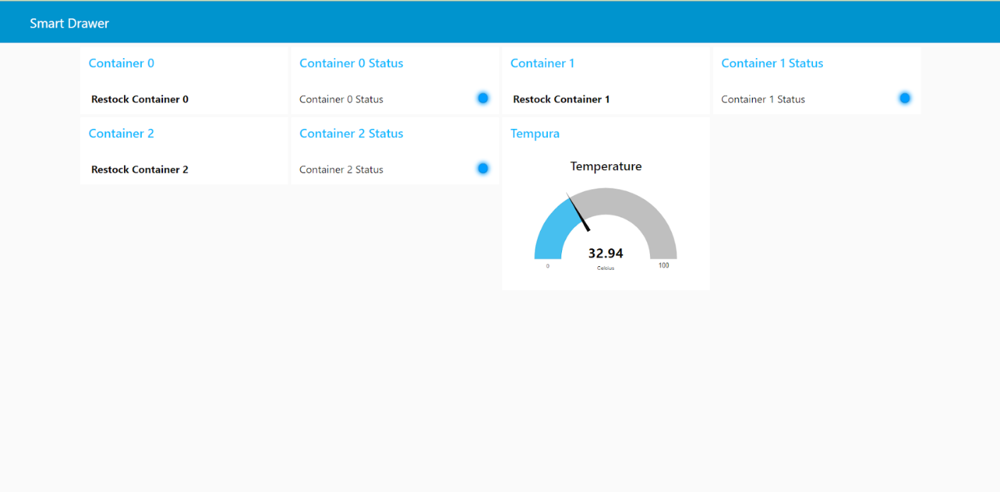 Smart Drawer
Container 0
Restock Container 0
Container 0 Status
Container 0 Status
Container 1
Restock Container 1
Container 1 Status
Container 1 Status
Container 2
Restock Container 2
Container 2 Status
Container 2 Status
Tempura
Temperature
32.94
Celcius
0
100